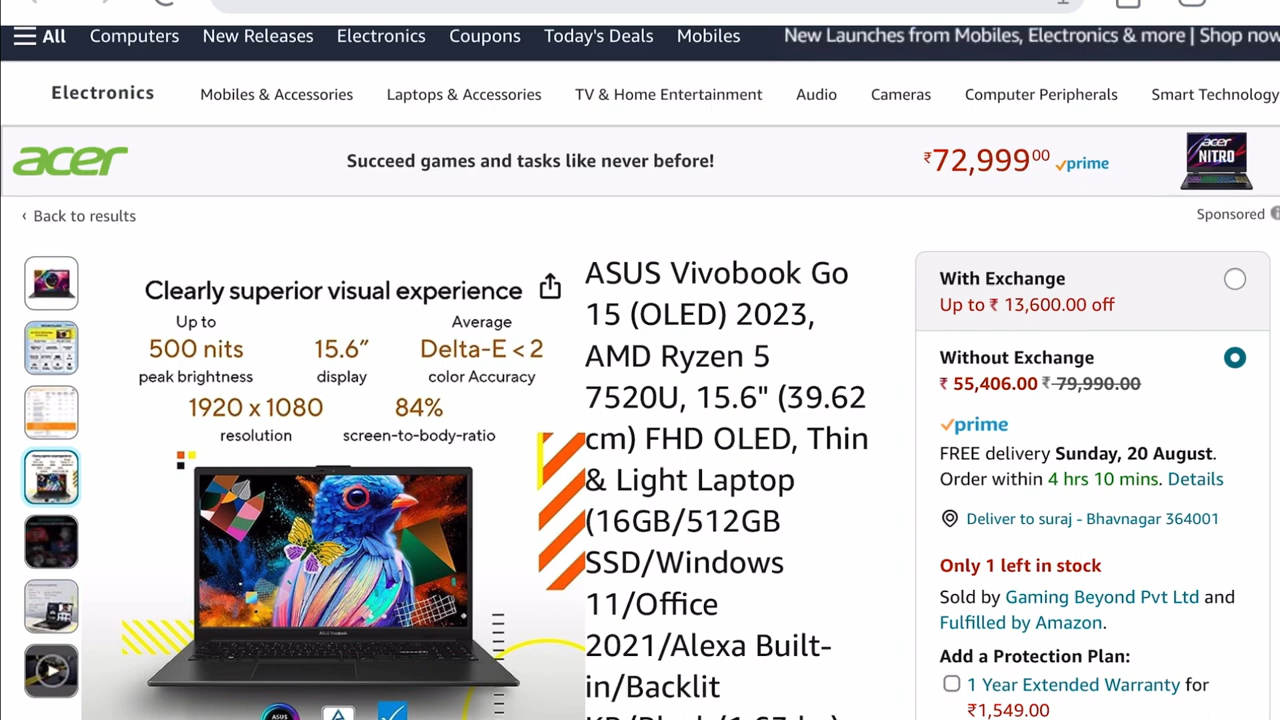 All Computers New Releases Electronics Coupons Today's Deals Mobiles New Launches from Mobiles, Electronics & more | Shop now
Electronics Mobiles & Accessories Laptops & Accessories TV & Home Entertainment Audio Cameras Computer Peripherals Smart Technology
acer Succeed games and tasks like never before! ₹72,999⁰⁰ prime acer NITRO
‹ Back to results
Sponsored
Clearly superior visual experience
Up to Average
500 nits 15.6″ Delta-E < 2
peak brightness display color Accuracy
1920 x 1080 84%
resolution screen-to-body-ratio
ASUS Vivobook Go
15 (OLED) 2023,
AMD Ryzen 5
7520U, 15.6" (39.62
cm) FHD OLED, Thin
& Light Laptop
(16GB/512GB
SSD/Windows
11/Office
2021/Alexa Built-
in/Backlit
With Exchange
Up to ₹ 13,600.00 off
Without Exchange
₹ 55,406.00 ₹ 79,990.00
prime
FREE delivery Sunday, 20 August.
Order within 4 hrs 10 mins. Details
Deliver to suraj - Bhavnagar 364001
Only 1 left in stock
Sold by Gaming Beyond Pvt Ltd and
Fulfilled by Amazon.
Add a Protection Plan:
1 Year Extended Warranty for
₹1,549.00